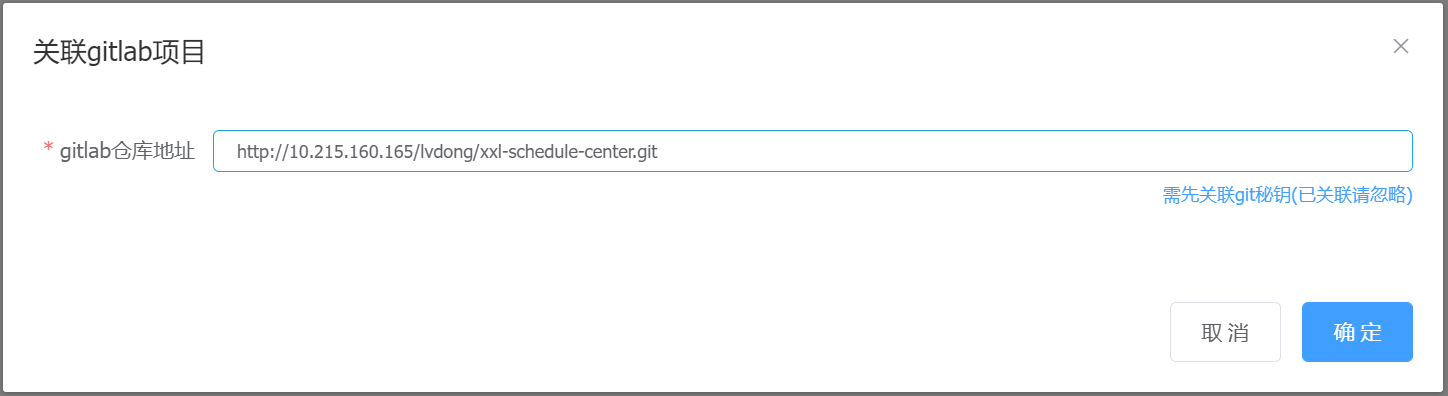 关联gitlab项目
* gitlab仓库地址 http://10.215.160.165/lvdong/xxl-schedule-center.git
需先关联git秘钥(已关联请忽略)
取消 确定